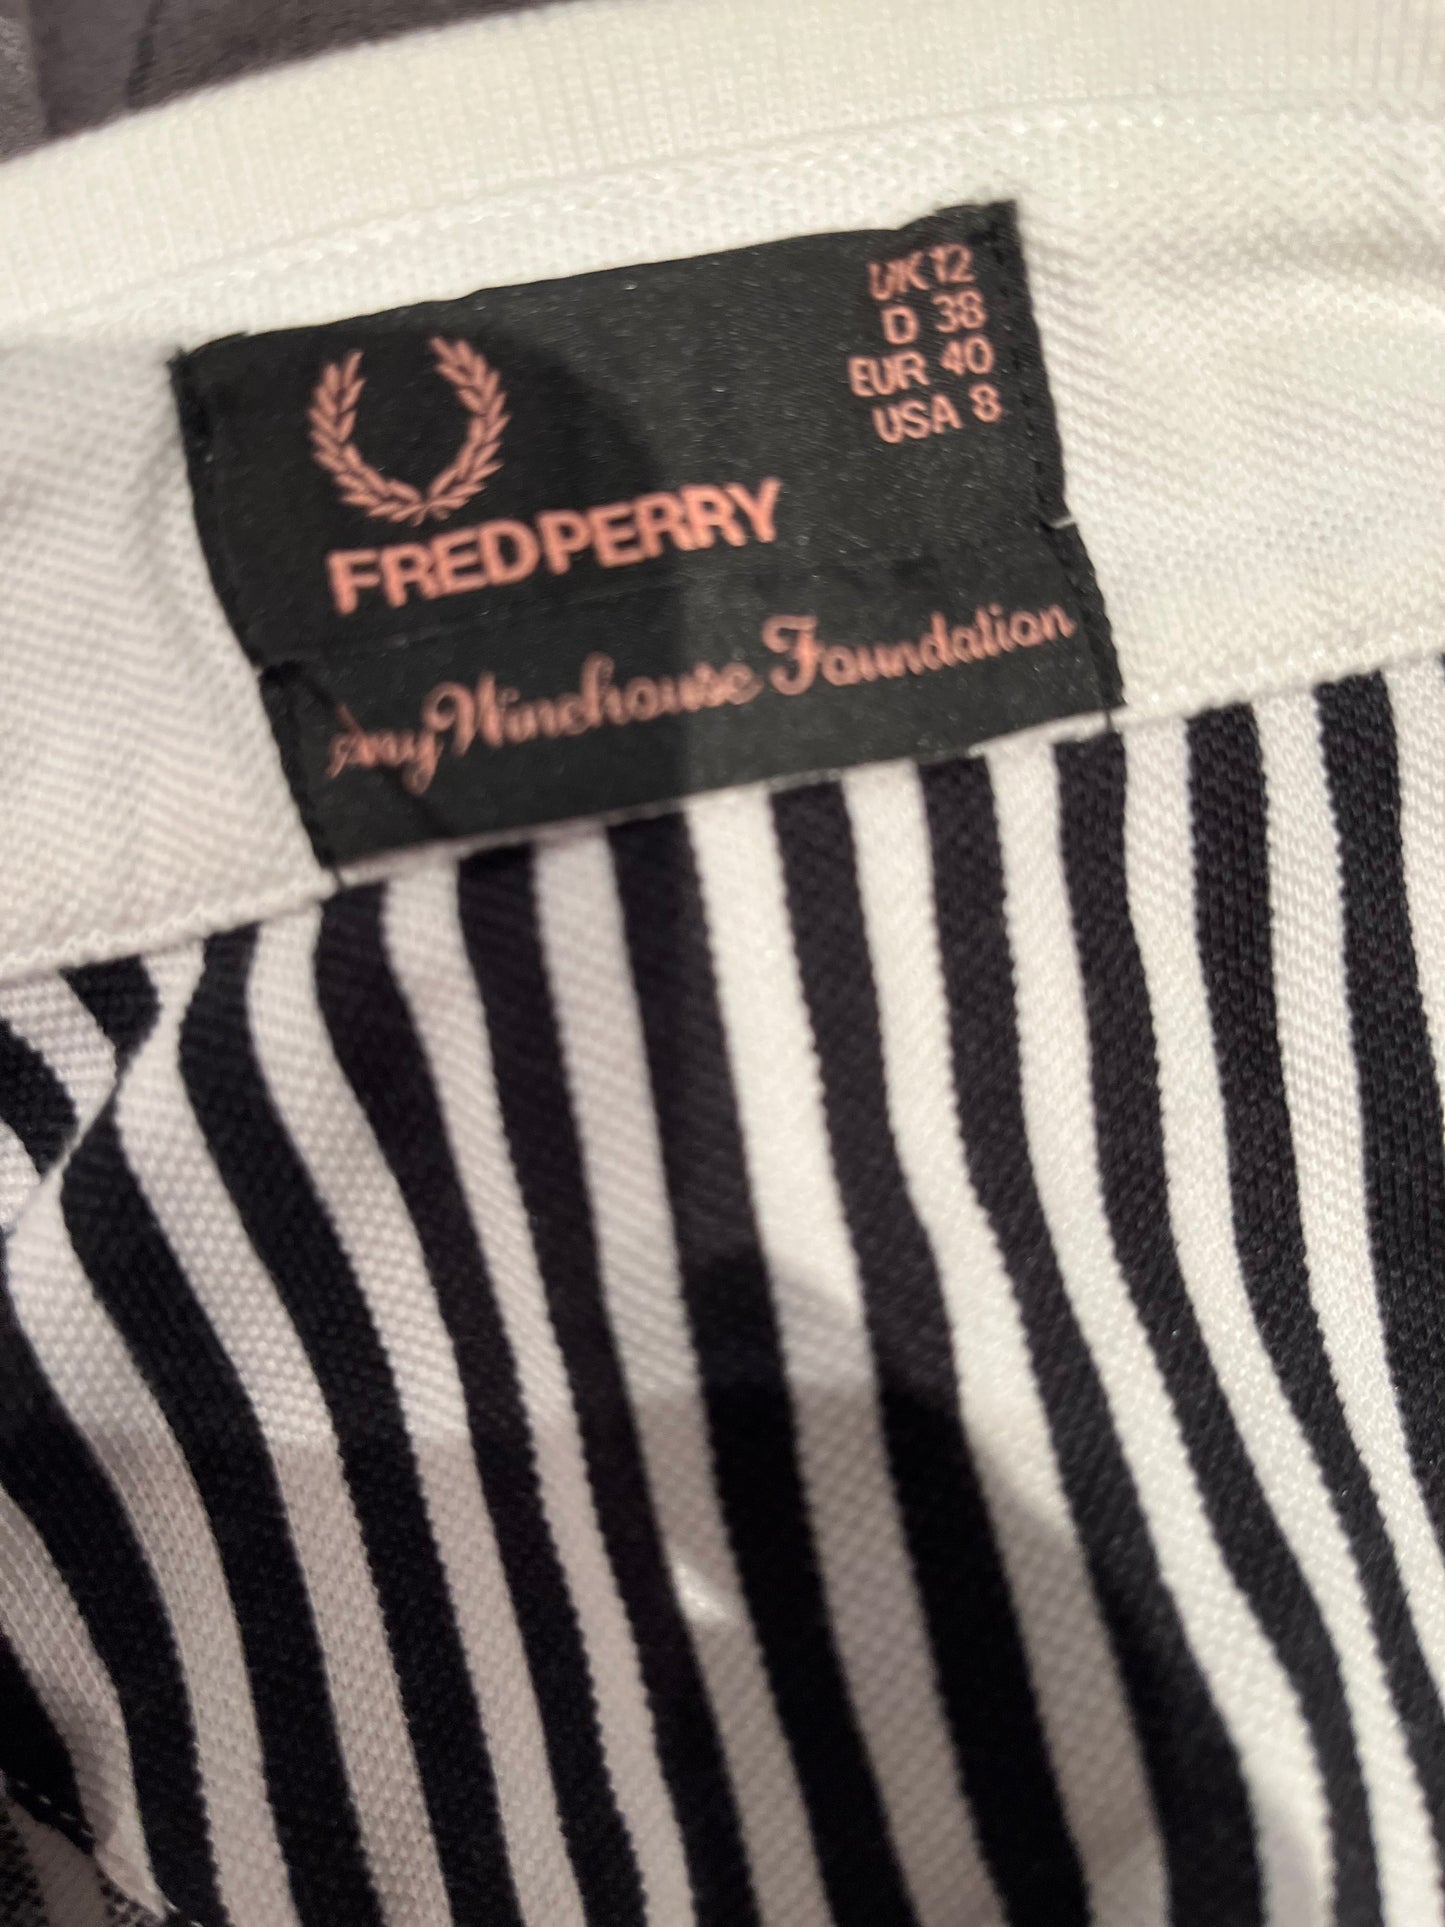 UK 12
D 38
EUR 40
USA 8
FRED PERRY
Amy Winehouse Foundation